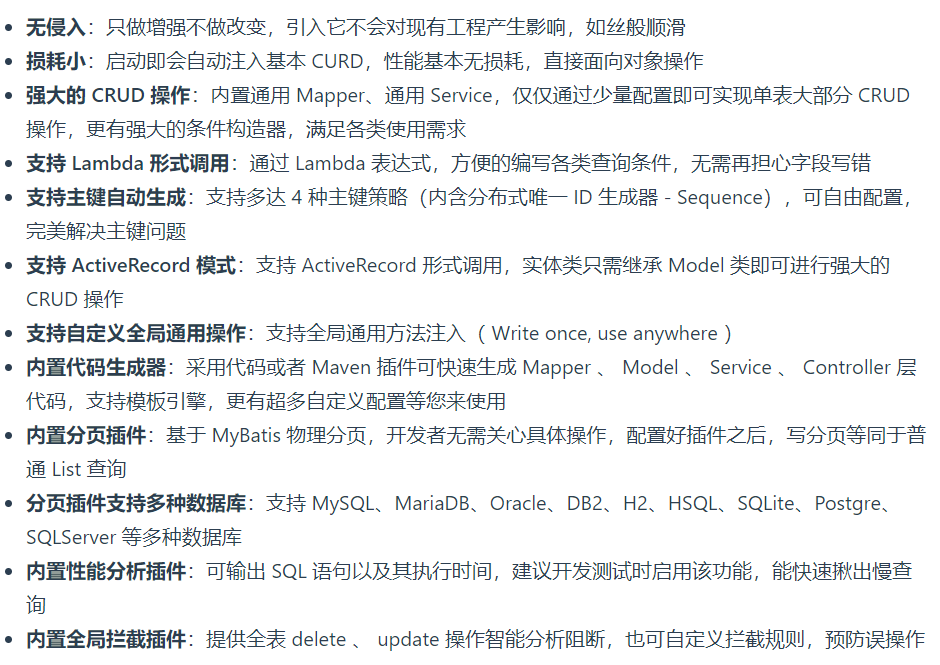 • 无侵入：只做增强不做改变，引入它不会对现有工程产生影响，如丝般顺滑
• 损耗小：启动即会自动注入基本 CURD，性能基本无损耗，直接面向对象操作
• 强大的 CRUD 操作：内置通用 Mapper、通用 Service，仅仅通过少量配置即可实现单表大部分 CRUD
操作，更有强大的条件构造器，满足各类使用需求
• 支持 Lambda 形式调用：通过 Lambda 表达式，方便的编写各类查询条件，无需再担心字段写错
• 支持主键自动生成：支持多达 4 种主键策略（内含分布式唯一 ID 生成器 - Sequence），可自由配置，
完美解决主键问题
• 支持 ActiveRecord 模式：支持 ActiveRecord 形式调用，实体类只需继承 Model 类即可进行强大的
CRUD 操作
• 支持自定义全局通用操作：支持全局通用方法注入（ Write once, use anywhere ）
• 内置代码生成器：采用代码或者 Maven 插件可快速生成 Mapper 、 Model 、 Service 、 Controller 层
代码，支持模板引擎，更有超多自定义配置等您来使用
• 内置分页插件：基于 MyBatis 物理分页，开发者无需关心具体操作，配置好插件之后，写分页等同于普
通 List 查询
• 分页插件支持多种数据库：支持 MySQL、MariaDB、Oracle、DB2、H2、HSQL、SQLite、Postgre、
SQLServer 等多种数据库
• 内置性能分析插件：可输出 SQL 语句以及其执行时间，建议开发测试时启用该功能，能快速揪出慢查
询
• 内置全局拦截插件：提供全表 delete 、 update 操作智能分析阻断，也可自定义拦截规则，预防误操作